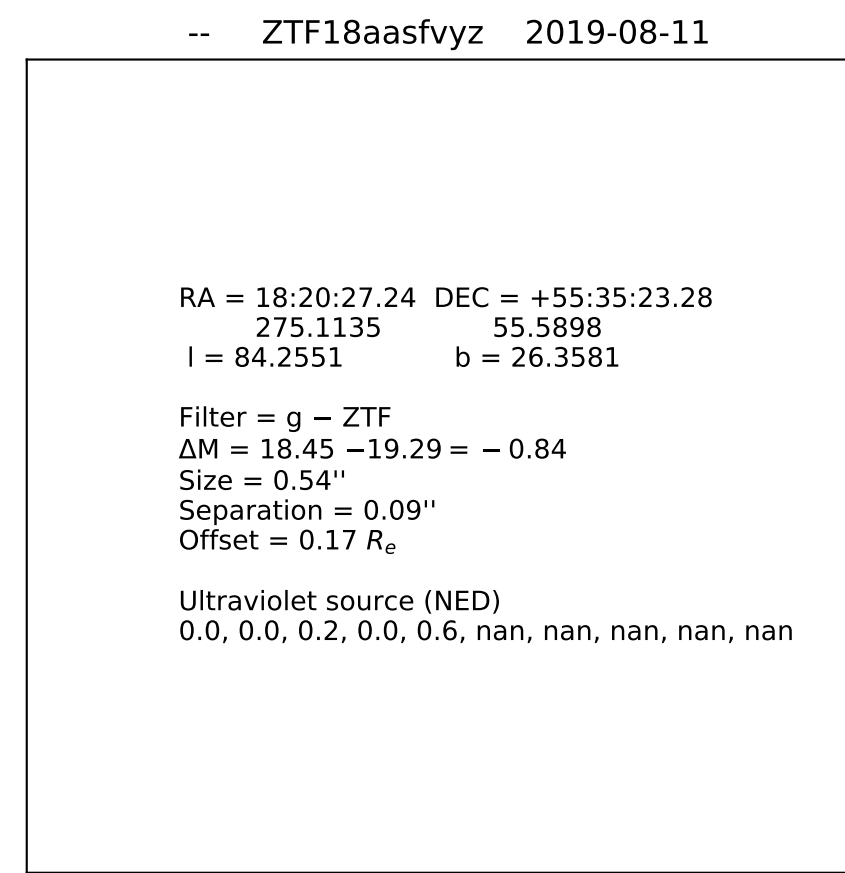 -- ZTF18aasfvyz 2019-08-11
RA = 18:20:27.24 DEC = +55:35:23.28
275.1135 55.5898
l = 84.2551 b = 26.3581
Filter = g − ZTF
ΔM = 18.45 −19.29 = − 0.84
Size = 0.54''
Separation = 0.09''
Offset = 0.17 Re
Ultraviolet source (NED)
0.0, 0.0, 0.2, 0.0, 0.6, nan, nan, nan, nan, nan